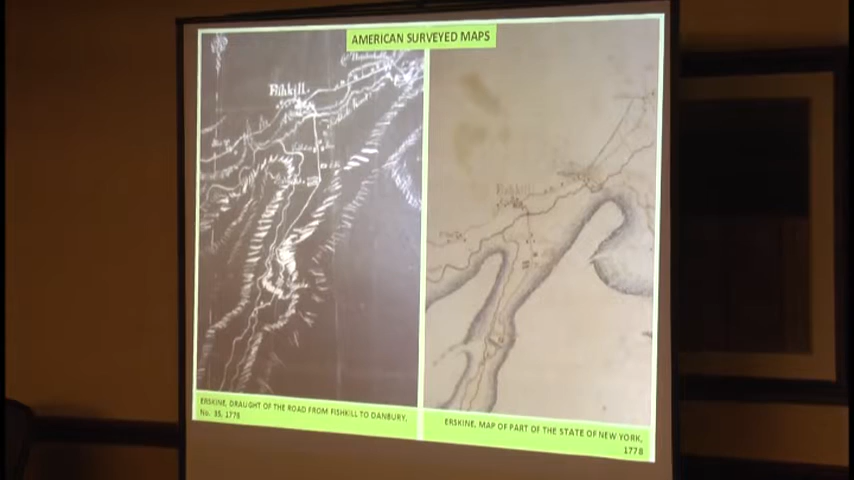 AMERICAN SURVEYED MAPS
Fishkill
Fishkill
ERSKINE, DRAUGHT OF THE ROAD FROM FISHKILL TO DANBURY,
No. 35, 1778
ERSKINE, MAP OF PART OF THE STATE OF NEW YORK,
1778